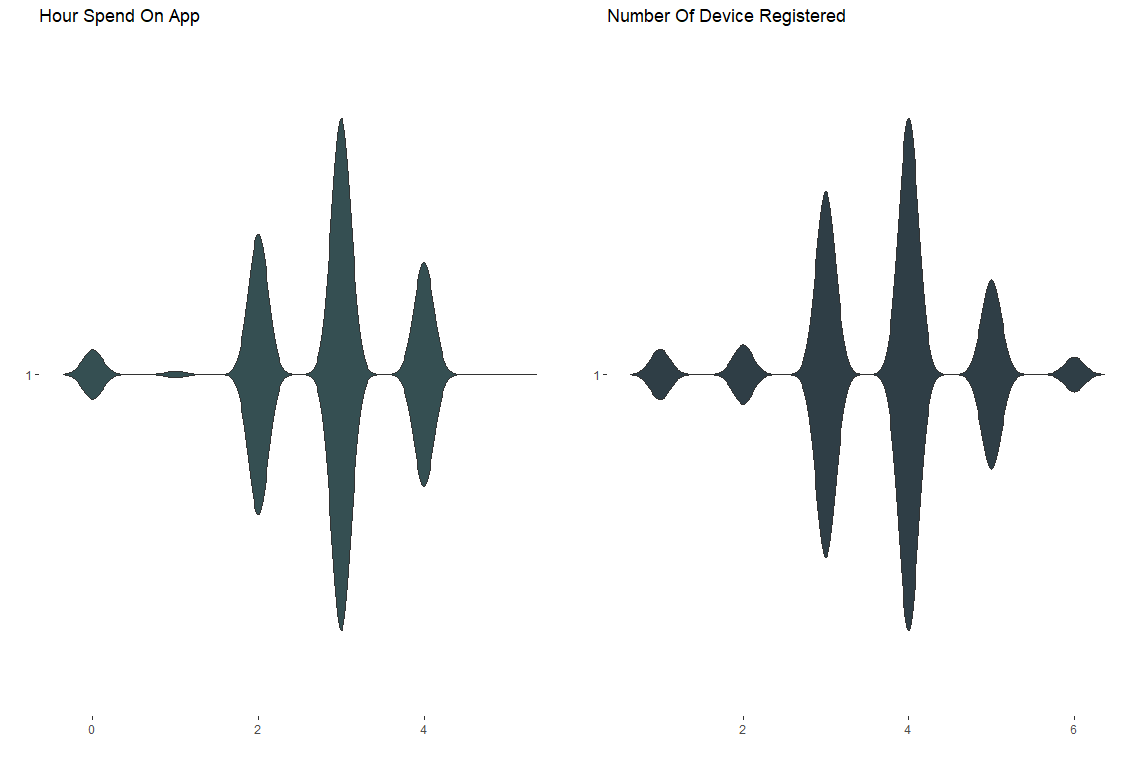 Hour Spend On App
Number Of Device Registered
1
1
0 2 4
2 4 6